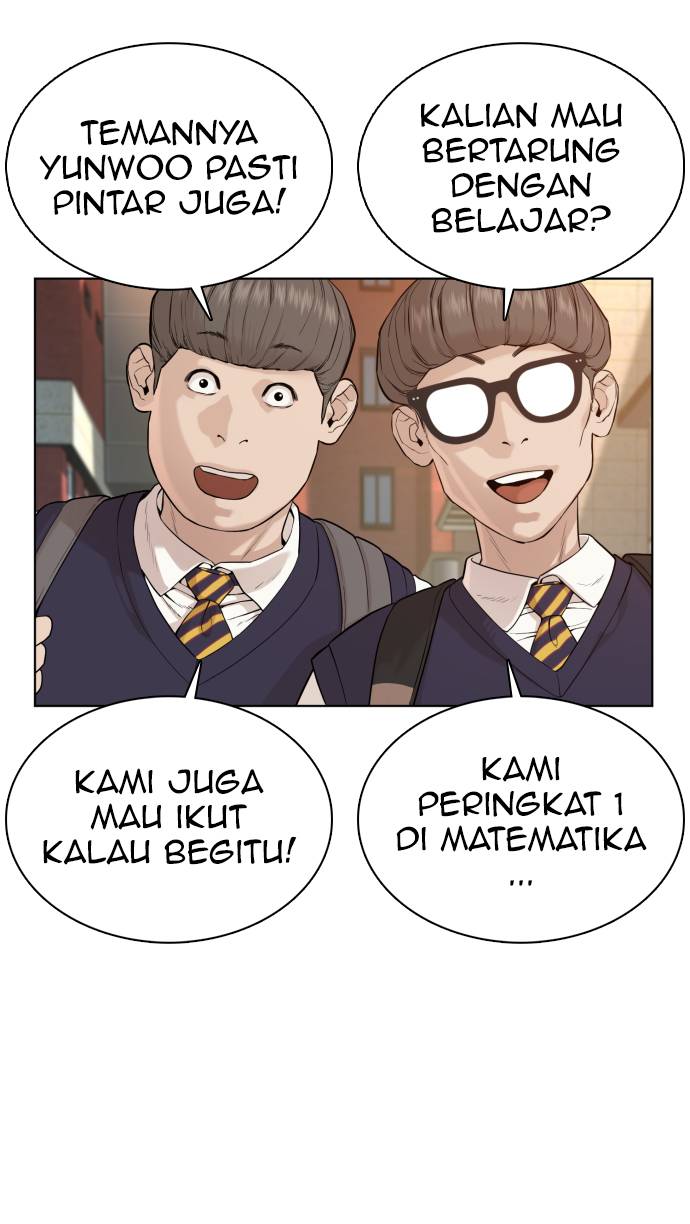 TEMANNYA
YUNWOO PASTI
PINTAR JUGA!
KALIAN MAU
BERTARUNG
DENGAN
BELAJAR?
KAMI JUGA
MAU IKUT
KALAU BEGITU!
KAMI
PERINGKAT 1
DI MATEMATIKA
...